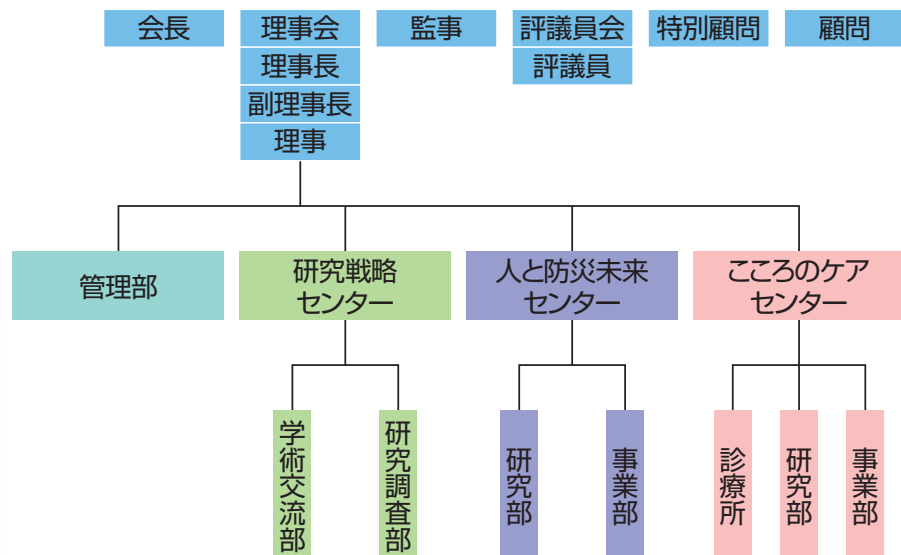 会長
理事会
理事長
副理事長
理事
監事
評議員会
評議員
特別顧問
顧問
管理部
研究戦略
センター
人と防災未来
センター
こころのケア
センター
学術交流部
研究調査部
研究部
事業部
診療所
研究部
事業部